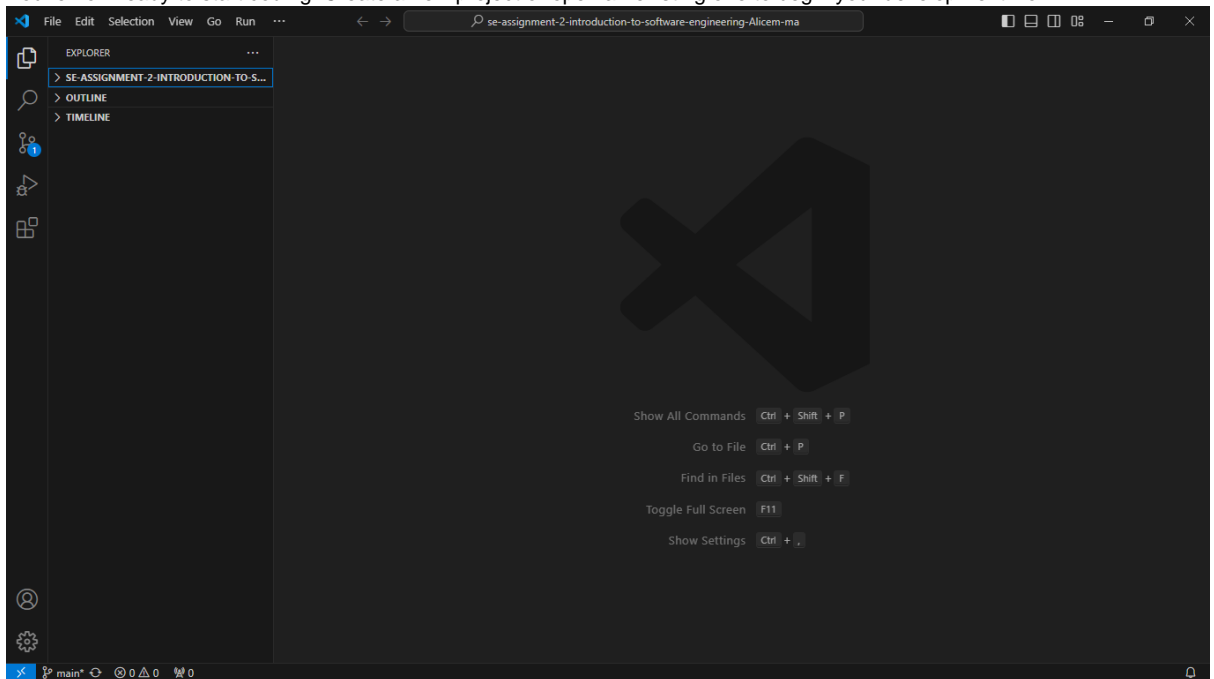 File Edit Selection View Go Run ...
se-assignment-2-introduction-to-software-engineering-Alicem-ma
EXPLORER ...
SE-ASSIGNMENT-2-INTRODUCTION-TO-S...
OUTLINE
TIMELINE
1
Show All Commands Ctrl + Shift + P
Go to File Ctrl + P
Find in Files Ctrl + Shift + F
Toggle Full Screen F11
Show Settings Ctrl + ,
main* 0 0 0